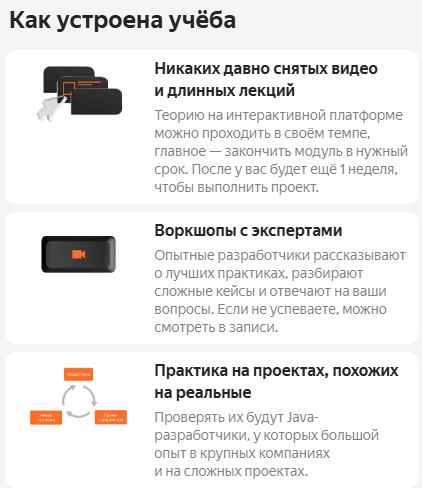 Как устроена учёба
Никаких давно снятых видео
и длинных лекций
Теорию на интерактивной платформе
можно проходить в своём темпе,
главное — закончить модуль в нужный
срок. После у вас будет ещё 1 неделя,
чтобы выполнить проект.
Воркшопы с экспертами
Опытные разработчики рассказывают
о лучших практиках, разбирают
сложные кейсы и отвечают на ваши
вопросы. Если не успеваете, можно
смотреть в записи.
Практика на проектах, похожих
на реальные
Проверять их будут Java-
разработчики, у которых большой
опыт в крупных компаниях
и на сложных проектах.